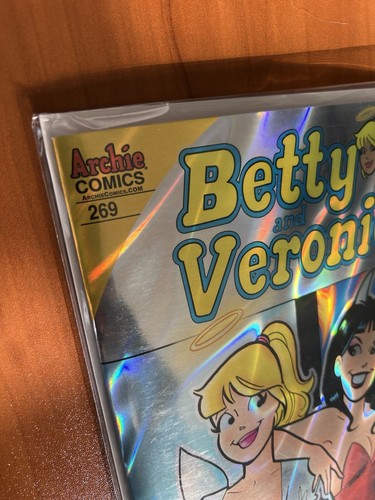 Archie
COMICS
ARCHIECOMICS.COM
269
Betty
and
Veroni